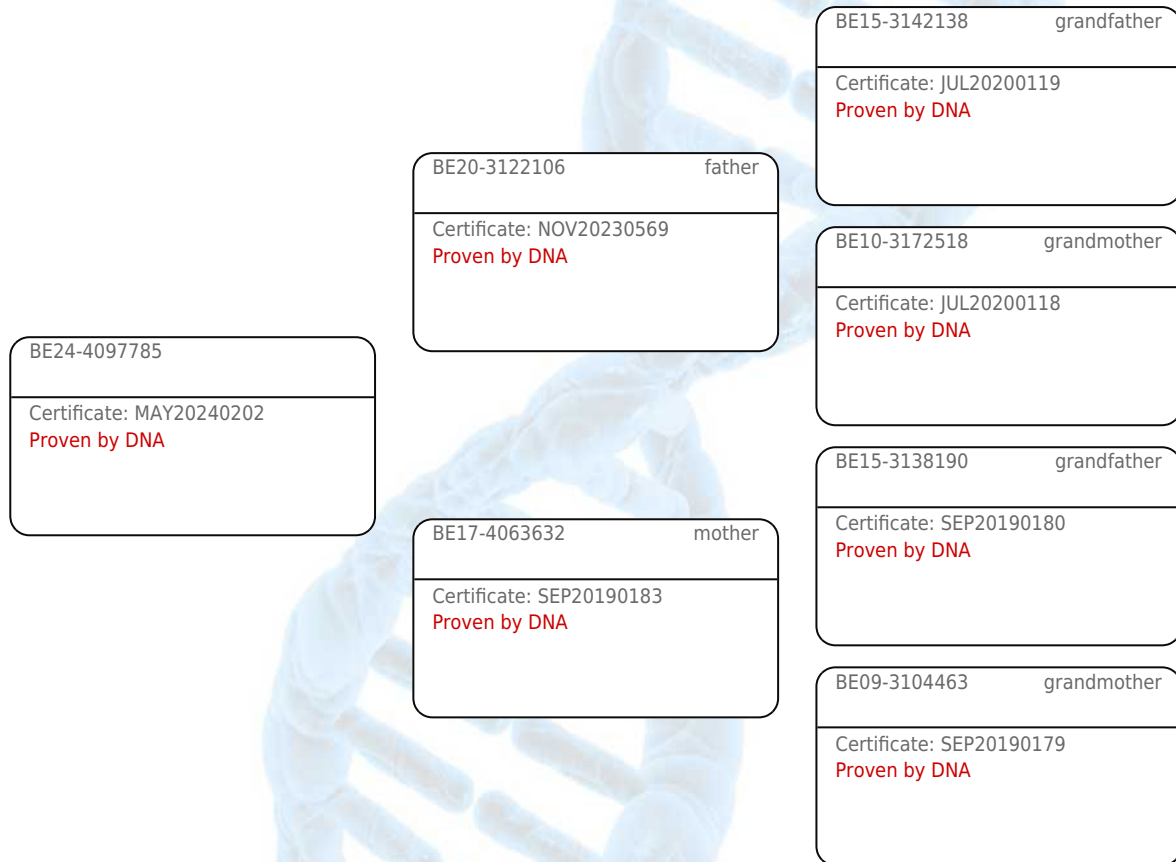 BE15-3142138 grandfather
Certificate: JUL20200119
Proven by DNA
BE20-3122106 father
Certificate: NOV20230569
Proven by DNA
BE10-3172518 grandmother
Certificate: JUL20200118
Proven by DNA
BE24-4097785
Certificate: MAY20240202
Proven by DNA
BE15-3138190 grandfather
Certificate: SEP20190180
Proven by DNA
BE17-4063632 mother
Certificate: SEP20190183
Proven by DNA
BE09-3104463 grandmother
Certificate: SEP20190179
Proven by DNA